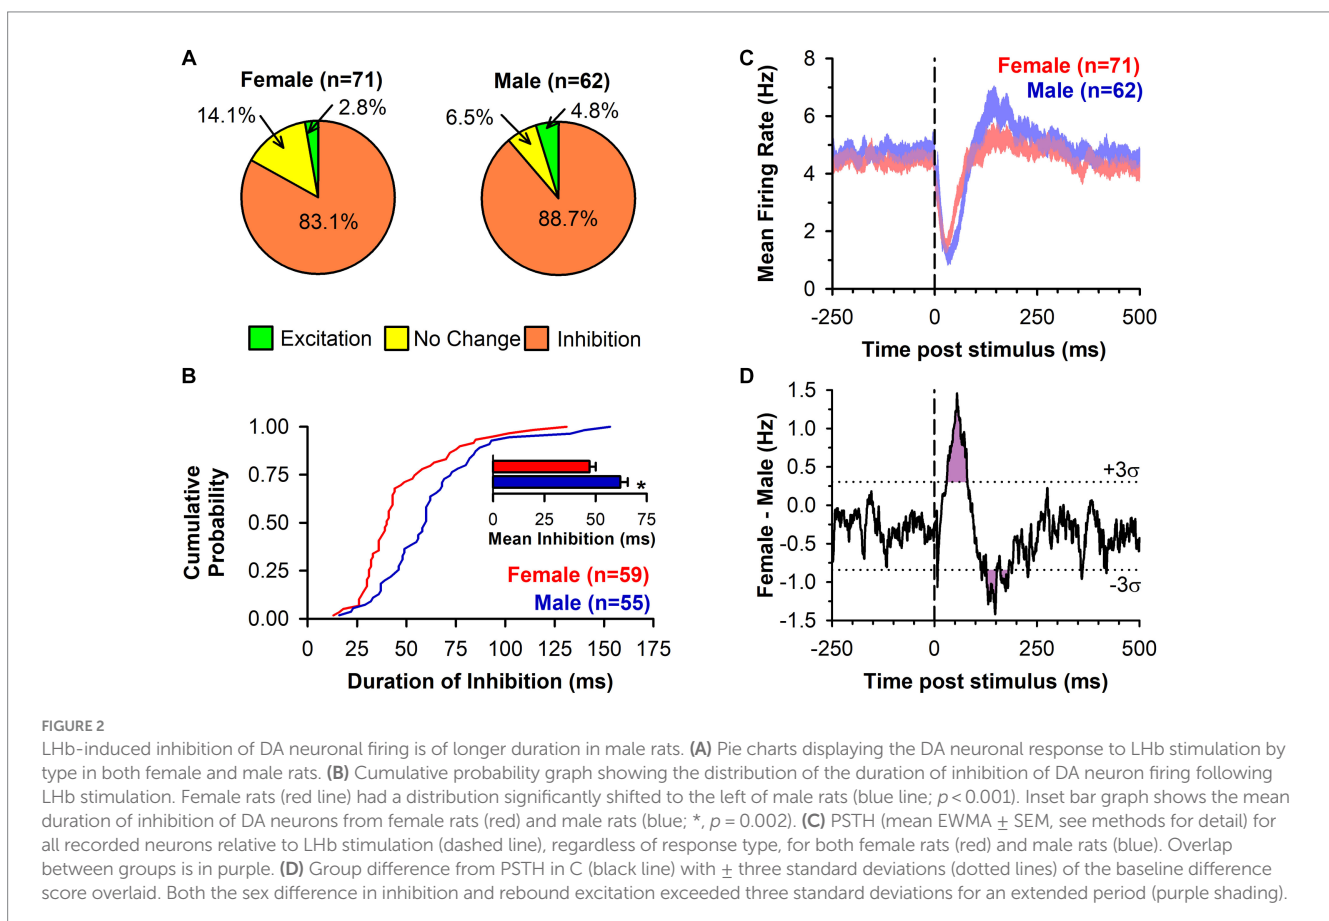 A
Female (n=71)
14.1%
2.8%
83.1%
Male (n=62)
6.5%
4.8%
88.7%
Excitation
No Change
Inhibition
B
Cumulative
Probability
1.00
0.75
0.50
0.25
0.00
0
25
50
75
100
125
150
175
Duration of Inhibition (ms)
*
0
25
50
75
Mean Inhibition (ms)
Female (n=59)
Male (n=55)
C
Mean Firing Rate (Hz)
8
6
4
2
0
Female (n=71)
Male (n=62)
-250
0
250
500
Time post stimulus (ms)
D
Female - Male (Hz)
1.5
1.0
0.5
0.0
-0.5
-1.0
-1.5
+3σ
-3σ
-250
0
250
500
Time post stimulus (ms)
FIGURE 2
LHb-induced inhibition of DA neuronal firing is of longer duration in male rats. (A) Pie charts displaying the DA neuronal response to LHb stimulation by
type in both female and male rats. (B) Cumulative probability graph showing the distribution of the duration of inhibition of DA neuron firing following
LHb stimulation. Female rats (red line) had a distribution significantly shifted to the left of male rats (blue line; p < 0.001). Inset bar graph shows the mean
duration of inhibition of DA neurons from female rats (red) and male rats (blue; *, p = 0.002). (C) PSTH (mean EWMA ± SEM, see methods for detail) for
all recorded neurons relative to LHb stimulation (dashed line), regardless of response type, for both female rats (red) and male rats (blue). Overlap
between groups is in purple. (D) Group difference from PSTH in C (black line) with ± three standard deviations (dotted lines) of the baseline difference
score overlaid. Both the sex difference in inhibition and rebound excitation exceeded three standard deviations for an extended period (purple shading).